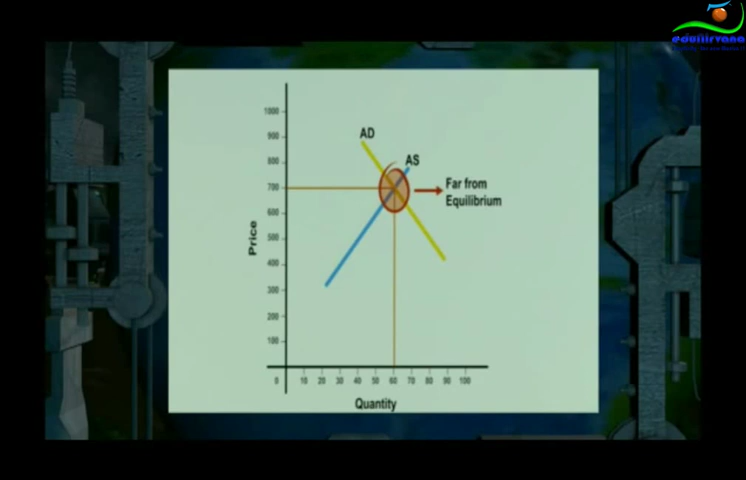 edunirvana
1000
900
AD
800
AS
700
Far from
Equilibrium
600
500
Price
400
300
200
100
0 10 20 30 40 50 60 70 80 90 100
Quantity